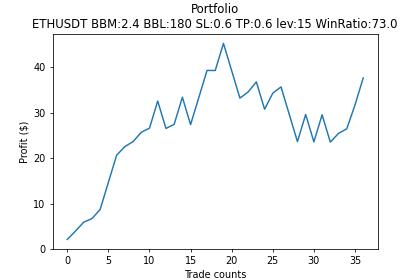 Portfolio
ETHUSDT BBM:2.4 BBL:180 SL:0.6 TP:0.6 lev:15 WinRatio:73.0
Profit ($)
40
30
20
10
0
0 5 10 15 20 25 30 35
Trade counts